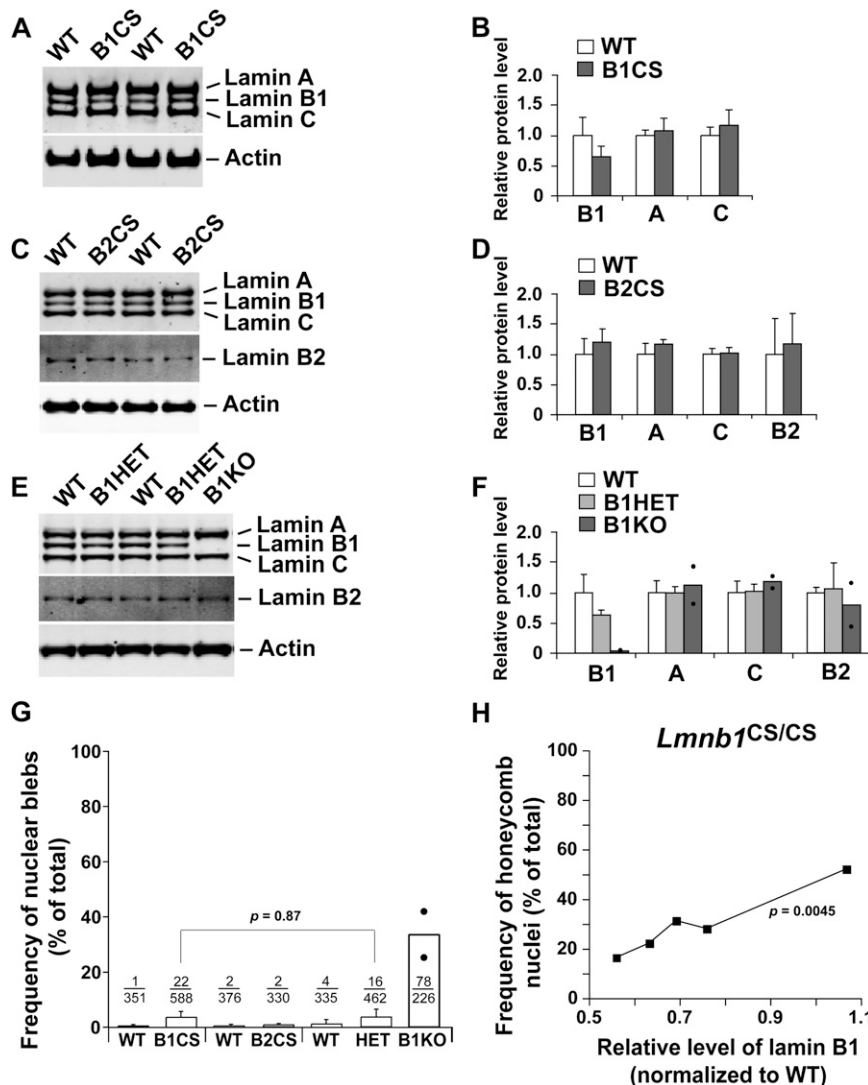 A
WT B1CS WT B1CS
Lamin A
Lamin B1
Lamin C
Actin
B
WT
B1CS
Relative protein level
2.0
1.5
1.0
0.5
0
B1 A C
C
WT B2CS WT B2CS
Lamin A
Lamin B1
Lamin C
Lamin B2
Actin
D
WT
B2CS
Relative protein level
2.0
1.5
1.0
0.5
0
B1 A C B2
E
WT B1HET WT B1HET B1KO
Lamin A
Lamin B1
Lamin C
Lamin B2
Actin
F
WT
B1HET
B1KO
Relative protein level
2.0
1.5
1.0
0.5
0
B1 A C B2
G
Frequency of nuclear blebs
(% of total)
100
80
60
40
20
0
p = 0.87
1 22 2 2 4 16 78
351 588 376 330 335 462 226
WT B1CS WT B2CS WT HET B1KO
H
Lmnb1CS/CS
Frequency of honeycomb
nuclei (% of total)
100
80
60
40
20
0
p = 0.0045
0.5 0.7 0.9 1.1
Relative level of lamin B1
(normalized to WT)